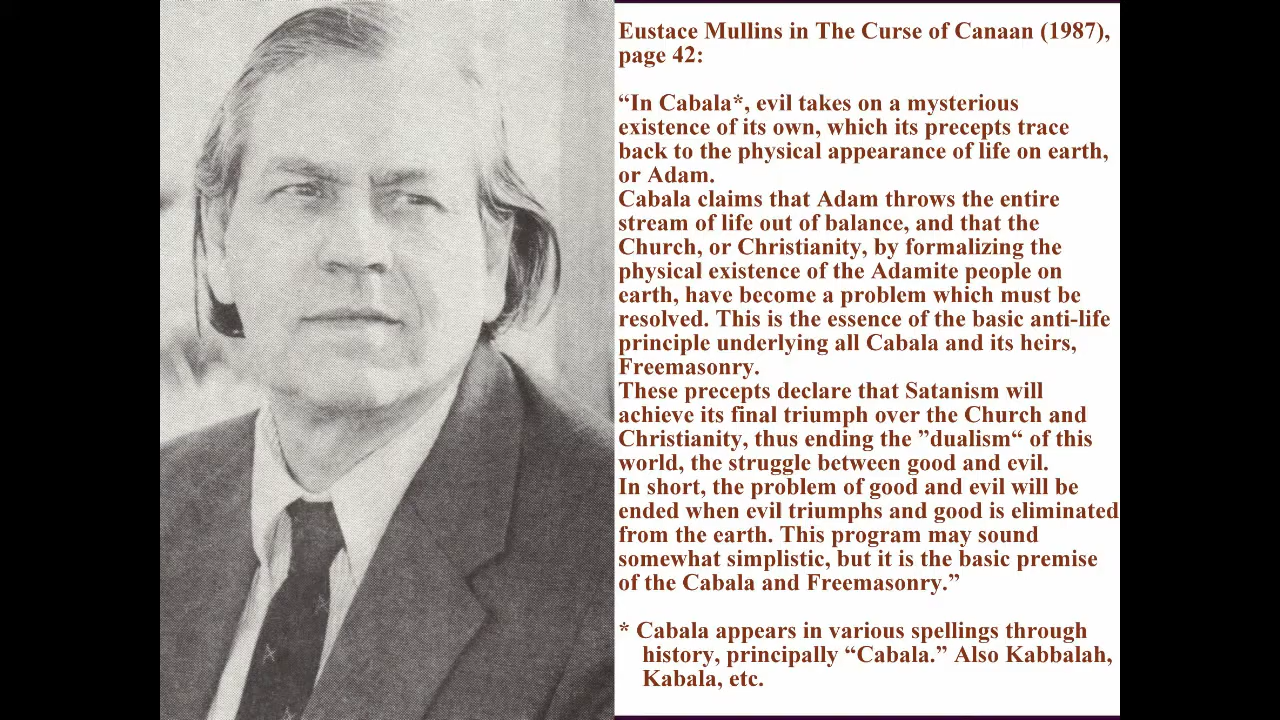 Eustace Mullins in The Curse of Canaan (1987),
page 42:
“In Cabala*, evil takes on a mysterious
existence of its own, which its precepts trace
back to the physical appearance of life on earth,
or Adam.
Cabala claims that Adam throws the entire
stream of life out of balance, and that the
Church, or Christianity, by formalizing the
physical existence of the Adamite people on
earth, have become a problem which must be
resolved. This is the essence of the basic anti-life
principle underlying all Cabala and its heirs,
Freemasonry.
These precepts declare that Satanism will
achieve its final triumph over the Church and
Christianity, thus ending the ”dualism“ of this
world, the struggle between good and evil.
In short, the problem of good and evil will be
ended when evil triumphs and good is eliminated
from the earth. This program may sound
somewhat simplistic, but it is the basic premise
of the Cabala and Freemasonry.”
* Cabala appears in various spellings through
history, principally “Cabala.” Also Kabbalah,
Kabala, etc.